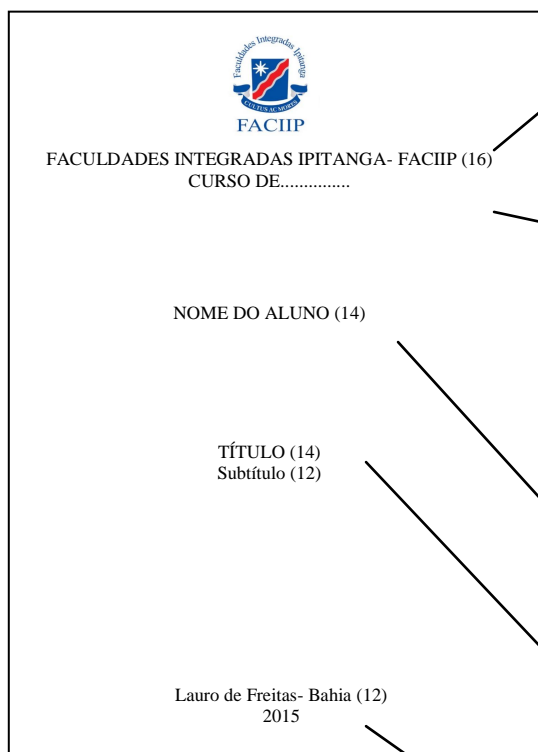 Faculdades Integradas Ipitanga
CULTUS AC MORES
FACIIP
FACULDADES INTEGRADAS IPITANGA- FACIIP (16)
CURSO DE...............
NOME DO ALUNO (14)
TÍTULO (14)
Subtítulo (12)
Lauro de Freitas- Bahia (12)
2015